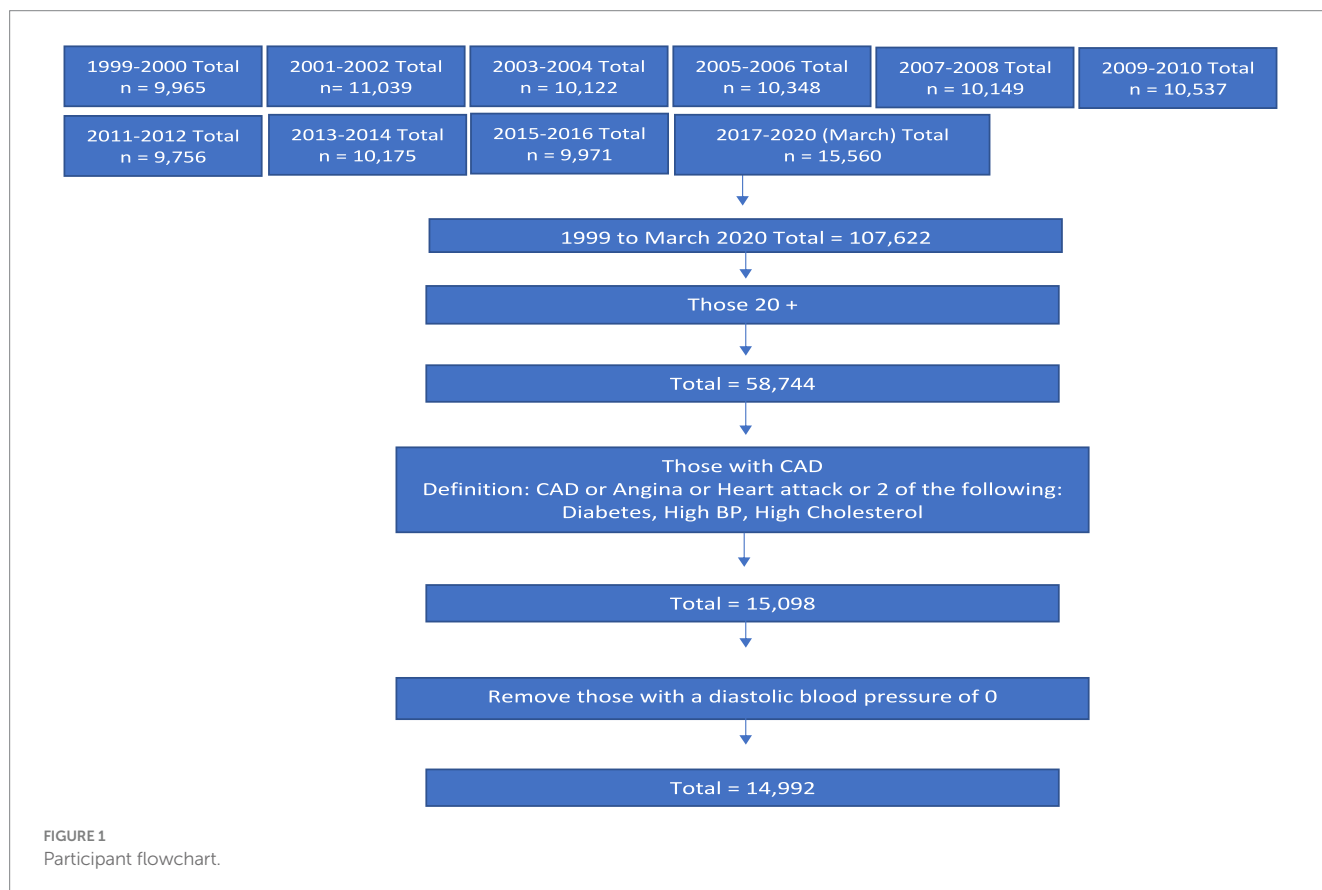 1999-2000 Total
n = 9,965
2001-2002 Total
n= 11,039
2003-2004 Total
n = 10,122
2005-2006 Total
n = 10,348
2007-2008 Total
n = 10,149
2009-2010 Total
n = 10,537
2011-2012 Total
n = 9,756
2013-2014 Total
n = 10,175
2015-2016 Total
n = 9,971
2017-2020 (March) Total
n = 15,560
1999 to March 2020 Total = 107,622
Those 20 +
Total = 58,744
Those with CAD
Definition: CAD or Angina or Heart attack or 2 of the following:
Diabetes, High BP, High Cholesterol
Total = 15,098
Remove those with a diastolic blood pressure of 0
Total = 14,992
FIGURE 1
Participant flowchart.